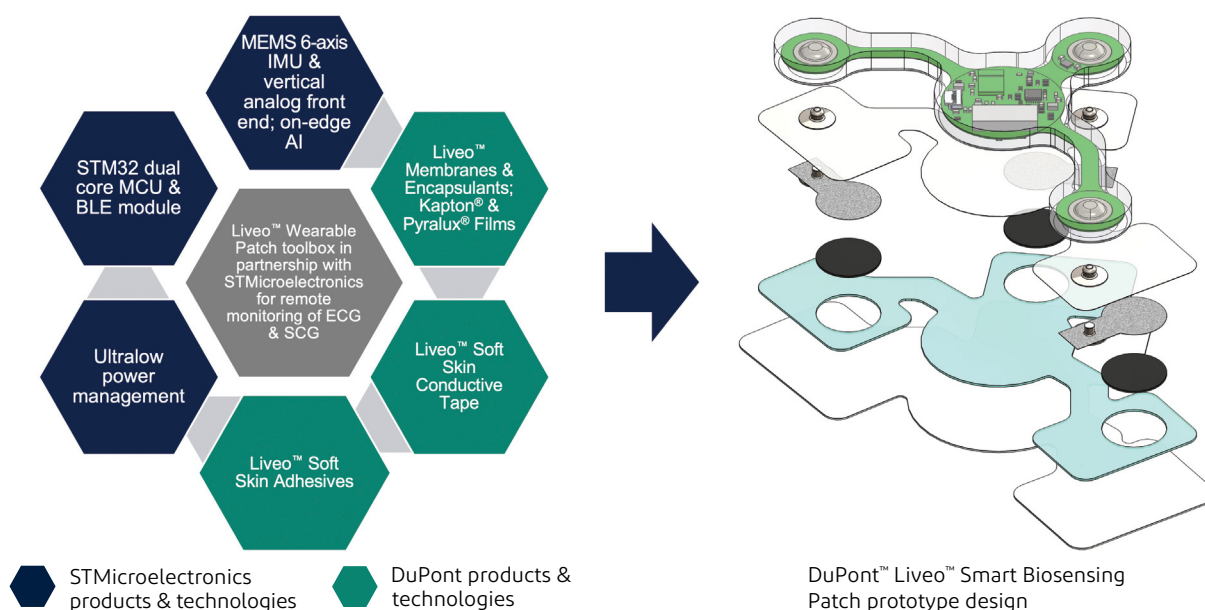 MEMS 6-axis
IMU &
vertical
analog front
end; on-edge
AI
STM32 dual
core MCU &
BLE module
Liveo™
Membranes &
Encapsulants;
Kapton® &
Pyralux® Films
Liveo™ Wearable
Patch toolbox in
partnership with
STMicroelectronics
for remote
monitoring of ECG
& SCG
Ultralow
power
management
Liveo™ Soft
Skin
Conductive
Tape
Liveo™ Soft
Skin Adhesives
STMicroelectronics
products & technologies
DuPont products &
technologies
DuPont™ Liveo™ Smart Biosensing
Patch prototype design